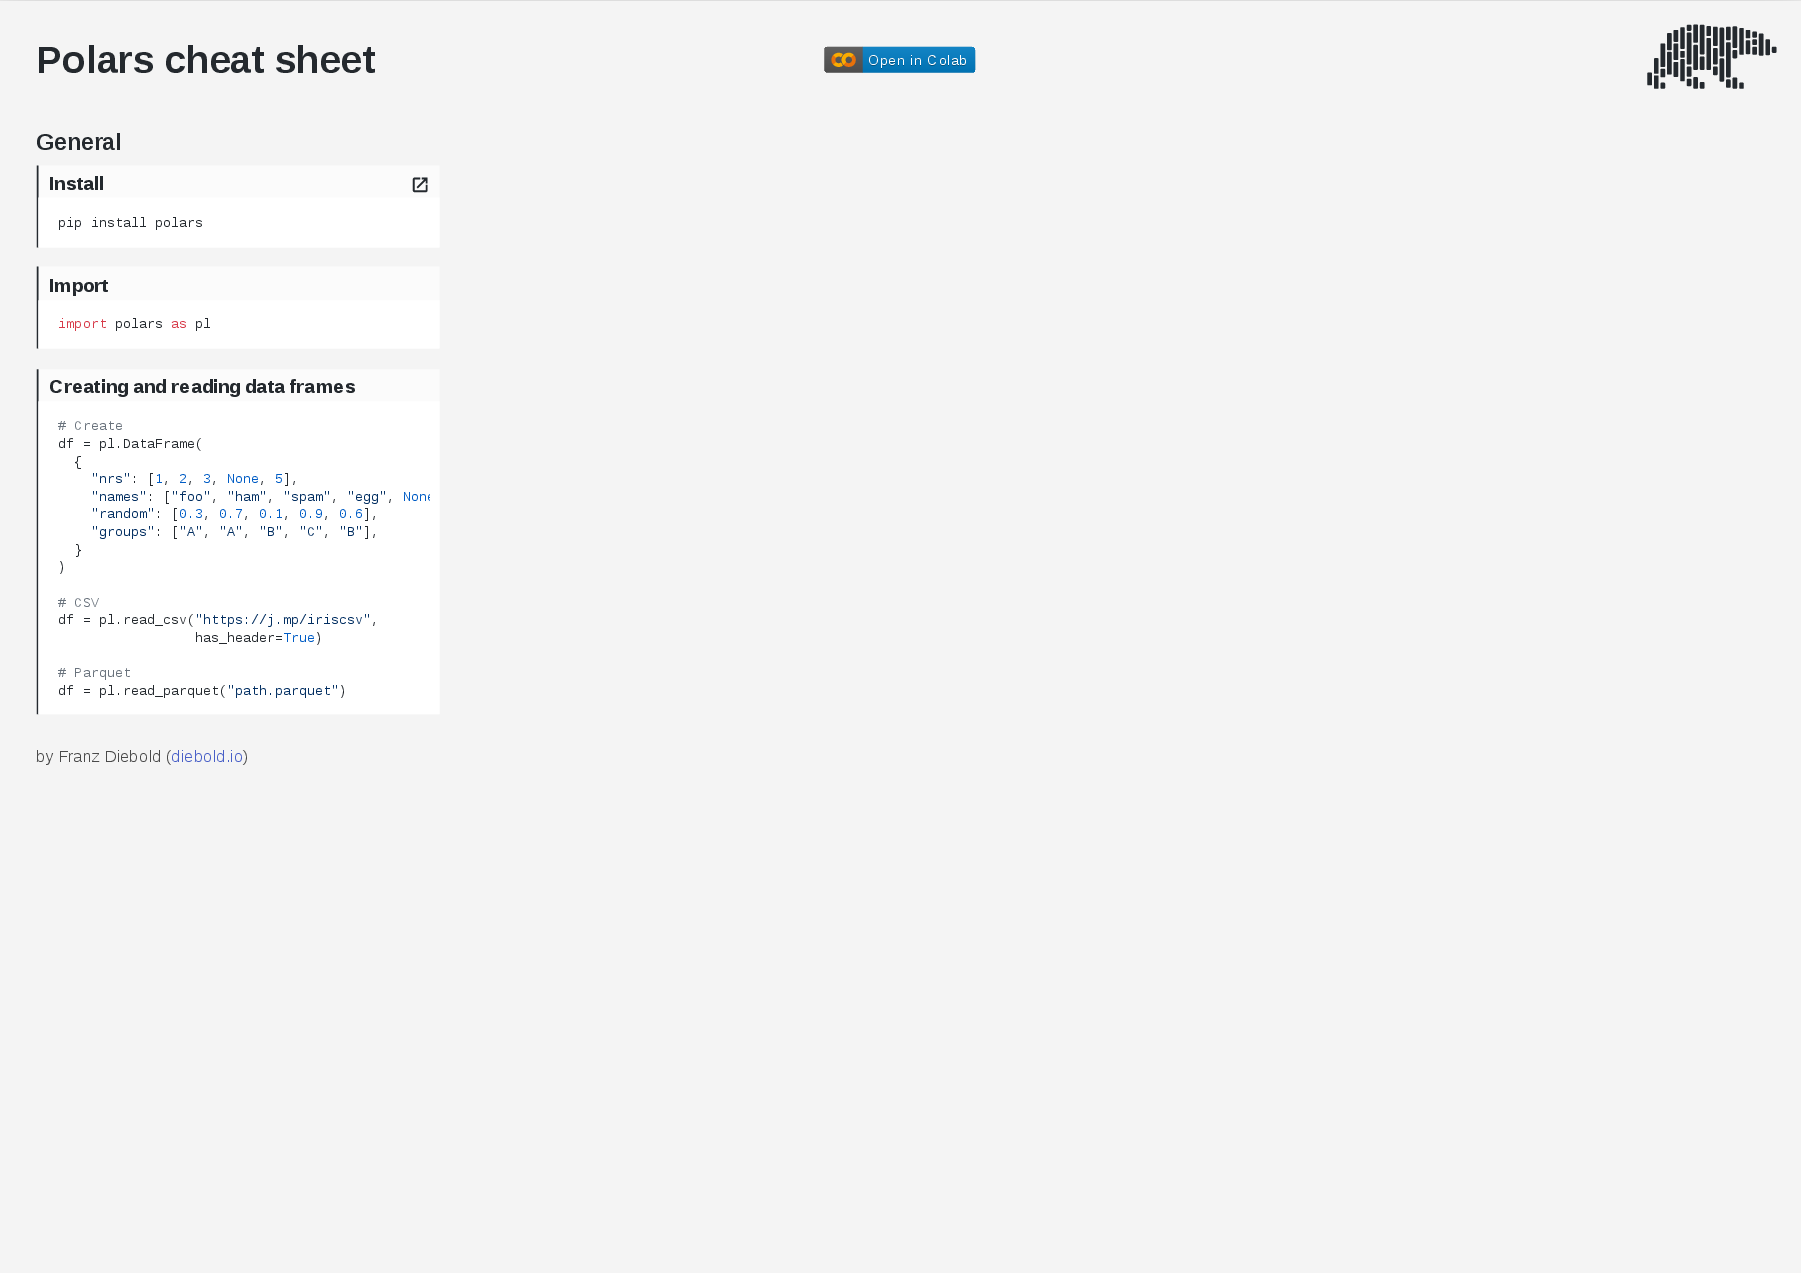 Polars cheat sheet
Open in Colab
General
Install
pip install polars
Import
import polars as pl
Creating and reading data frames
# Create
df = pl.DataFrame(
  {
    "nrs": [1, 2, 3, None, 5],
    "names": ["foo", "ham", "spam", "egg", None
    "random": [0.3, 0.7, 0.1, 0.9, 0.6],
    "groups": ["A", "A", "B", "C", "B"],
  }
)
# CSV
df = pl.read_csv("https://j.mp/iriscsv",
                 has_header=True)
# Parquet
df = pl.read_parquet("path.parquet")
by Franz Diebold (diebold.io)